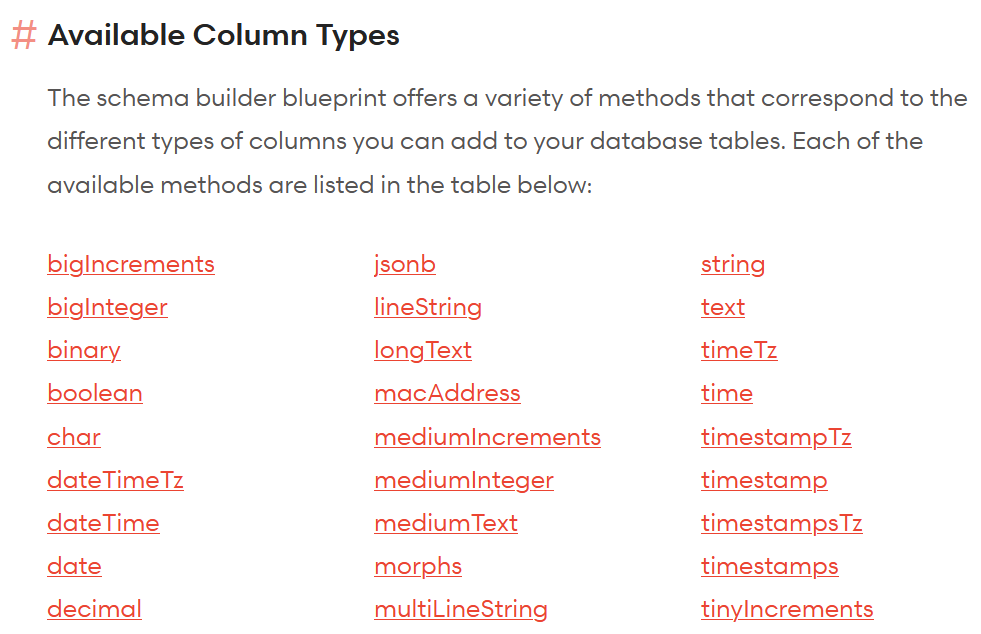 # Available Column Types
The schema builder blueprint offers a variety of methods that correspond to the
different types of columns you can add to your database tables. Each of the
available methods are listed in the table below:
bigIncrements
bigInteger
binary
boolean
char
dateTimeTz
dateTime
date
decimal
jsonb
lineString
longText
macAddress
mediumIncrements
mediumInteger
mediumText
morphs
multiLineString
string
text
timeTz
time
timestampTz
timestamp
timestampsTz
timestamps
tinyIncrements